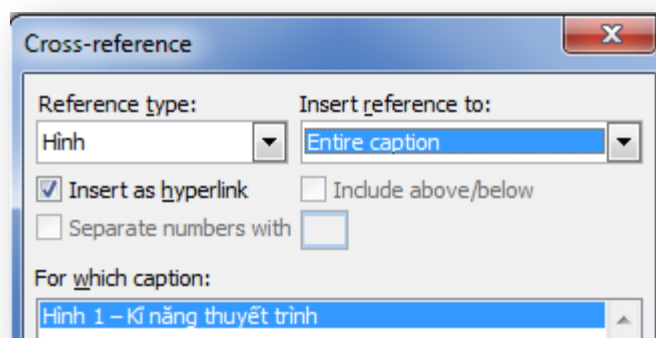 Cross-reference
Reference type:
Insert reference to:
Hình
Entire caption
Insert as hyperlink
Include above/below
Separate numbers with
For which caption:
Hình 1 – Kĩ năng thuyết trình